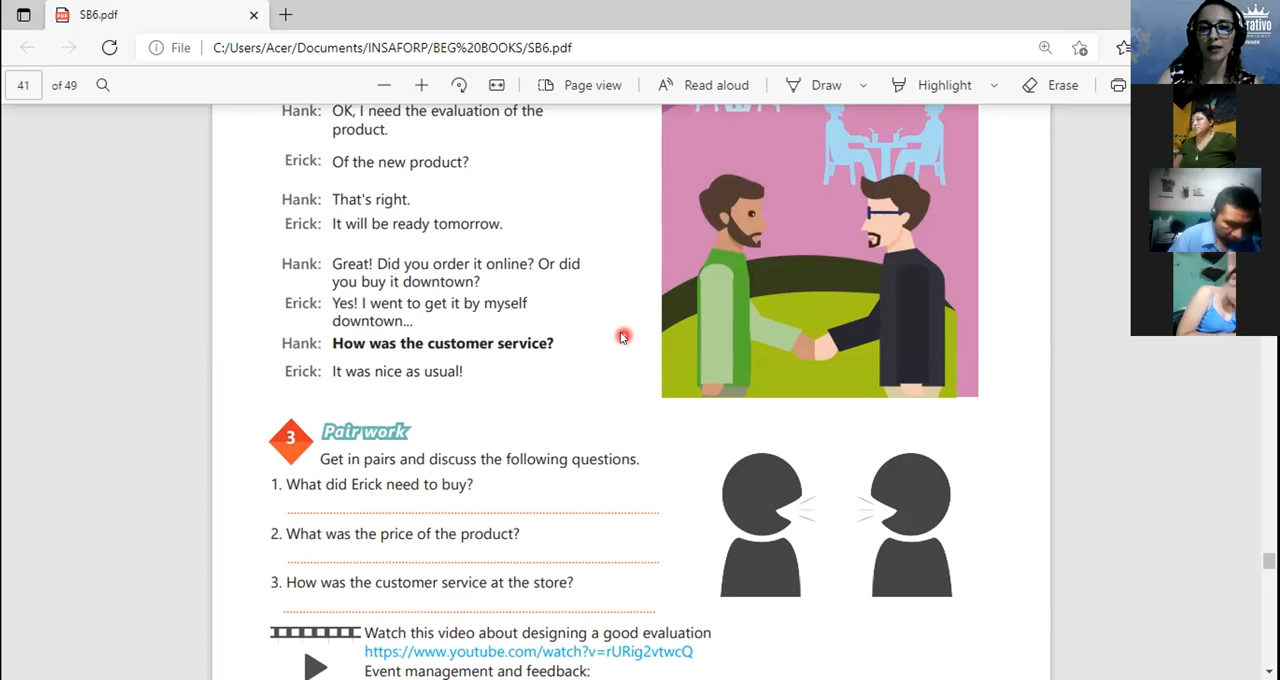 SB6.pdf
File
C:/Users/Acer/Documents/INSAFORP/BEG%20BOOKS/SB6.pdf
41 of 49
Page view
Read aloud
Draw
Highlight
Erase
rativo
Hank: OK, I need the evaluation of the
product.
Erick: Of the new product?
Hank: That's right.
Erick: It will be ready tomorrow.
Hank: Great! Did you order it online? Or did
you buy it downtown?
Erick: Yes! I went to get it by myself
downtown...
Hank: How was the customer service?
Erick: It was nice as usual!
3 Pair work
Get in pairs and discuss the following questions.
1. What did Erick need to buy?
2. What was the price of the product?
3. How was the customer service at the store?
Watch this video about designing a good evaluation
https://www.youtube.com/watch?v=rURig2vtwcQ
Event management and feedback: